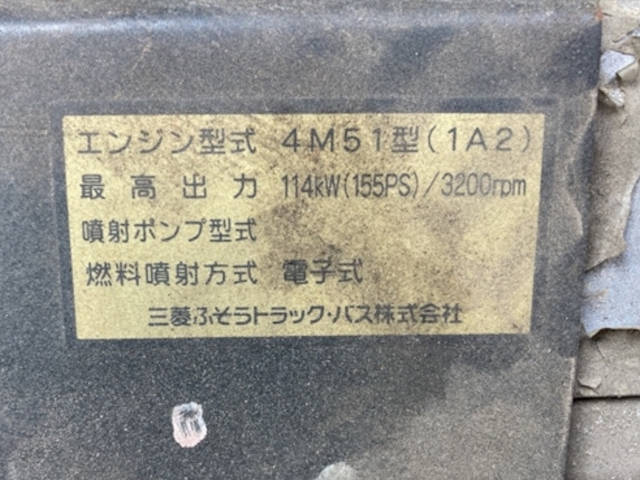 エンジン型式 4M51型(1A2)
最高出力 114kW(155PS)/3200rpm
噴射ポンプ型式
燃料噴射方式 電子式
三菱ふそうトラック・バス株式会社